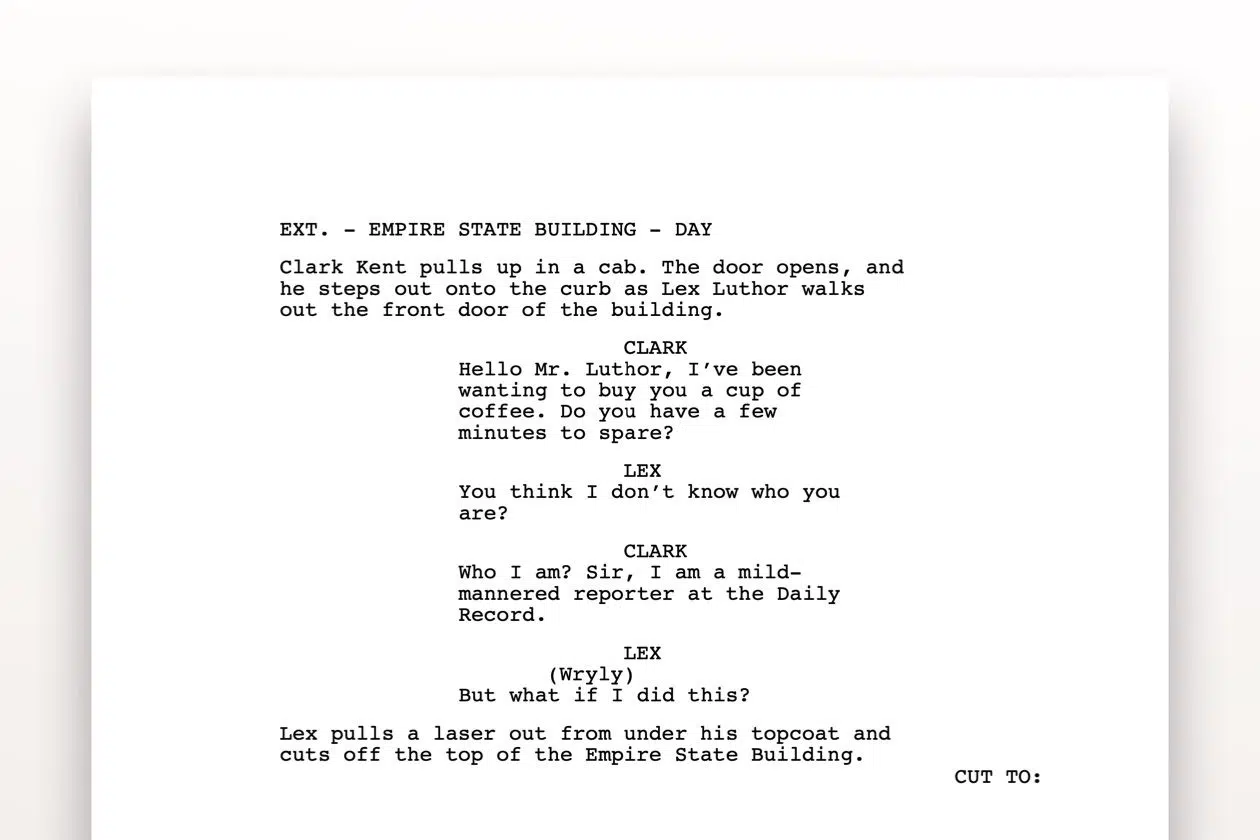 EXT. – EMPIRE STATE BUILDING – DAY
Clark Kent pulls up in a cab. The door opens, and
he steps out onto the curb as Lex Luthor walks
out the front door of the building.
CLARK
Hello Mr. Luthor, I’ve been
wanting to buy you a cup of
coffee. Do you have a few
minutes to spare?
LEX
You think I don’t know who you
are?
CLARK
Who I am? Sir, I am a mild-
mannered reporter at the Daily
Record.
LEX
(Wryly)
But what if I did this?
Lex pulls a laser out from under his topcoat and
cuts off the top of the Empire State Building.
CUT TO: